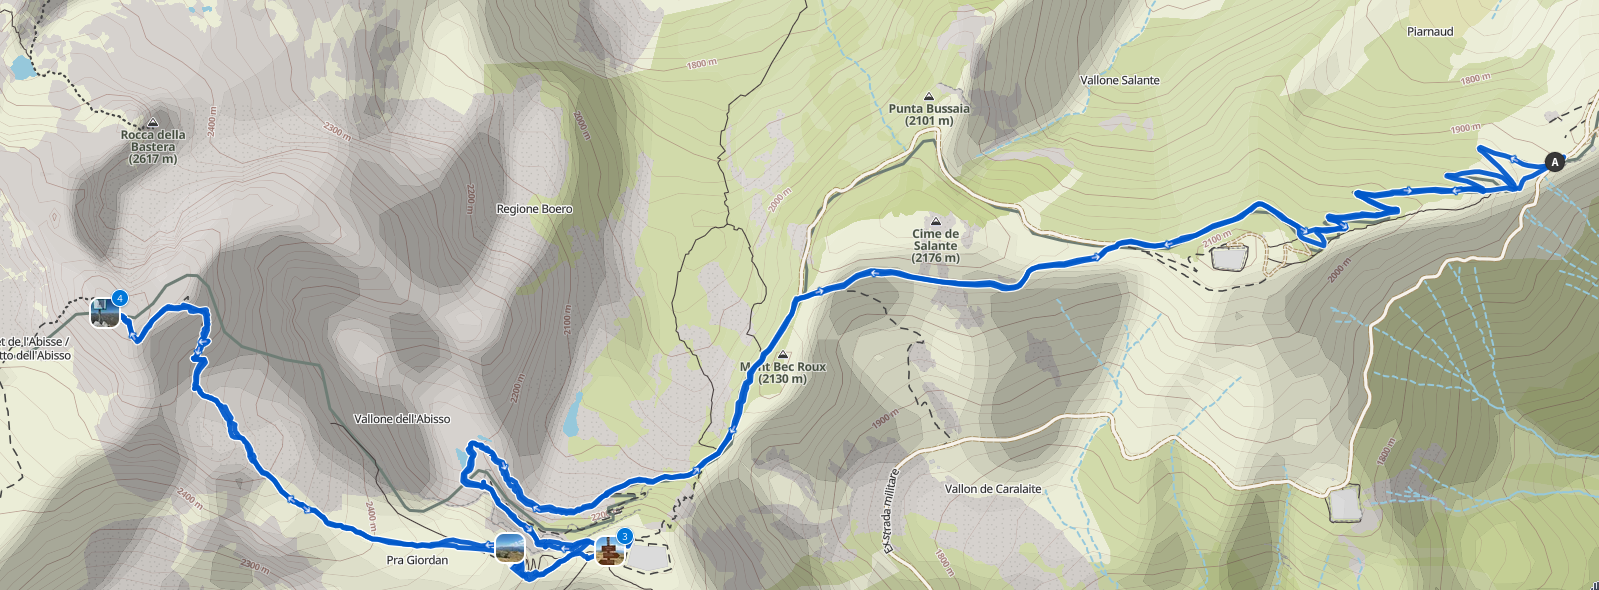 Piarnaud
1800 m
1800 m
Vallone Salante
Punta Bussaia
(2101 m)
Rocca della
Bastera
(2617 m)
2400 m
2300 m
2000 m
1900 m
A
2200 m
2000 m
Regione Boero
Cime de
Salante
(2176 m)
2100 m
2000 m
4
2100 m
et de l'Abisse /
tto dell'Abisso
Mont Bec Roux
(2130 m)
2200 m
Vallone dell'Abisso
1900 m
1800 m
Vallon de Caralaite
Ex strada militare
2400 m
2400 m
220
3
Pra Giordan
2300 m
1800 m